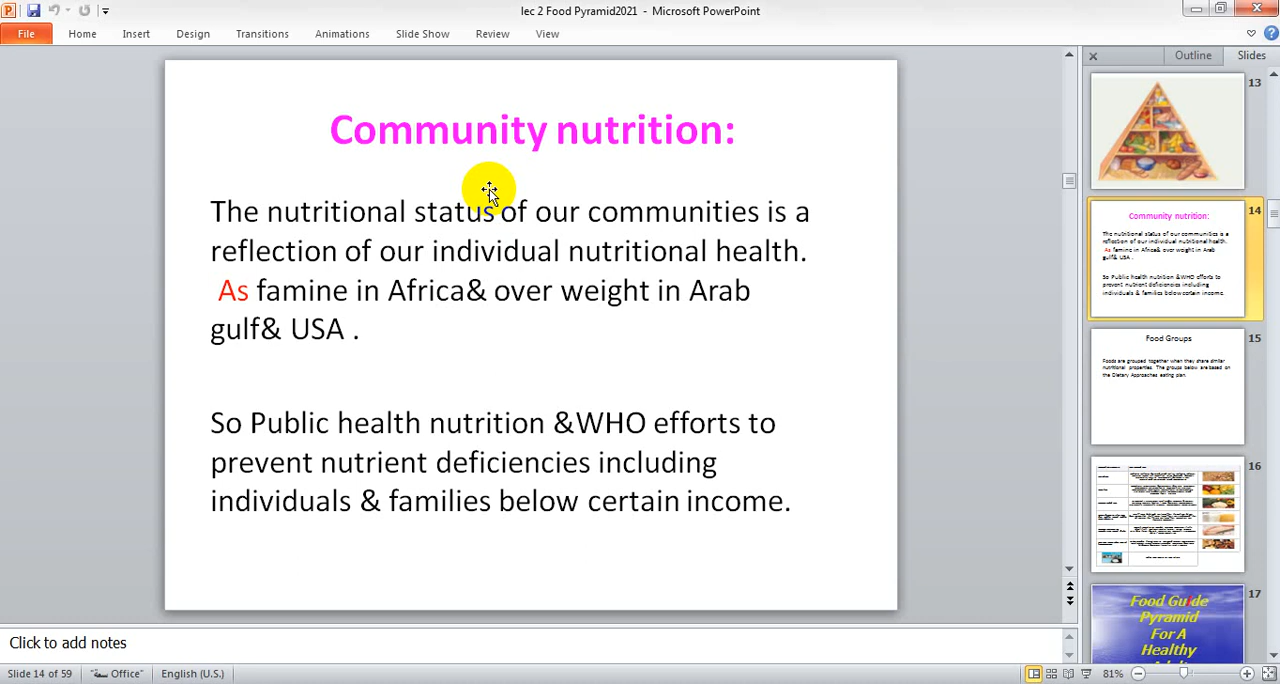 lec 2 Food Pyramid2021 - Microsoft PowerPoint
File Home Insert Design Transitions Animations Slide Show Review View
Outline Slides
Community nutrition:
The nutritional status of our communities is a
reflection of our individual nutritional health.
As famine in Africa& over weight in Arab
gulf& USA .
So Public health nutrition &WHO efforts to
prevent nutrient deficiencies including
individuals & families below certain income.
13
14
Community nutrition:
The nutritional status of our communities is a
reflection of our individual nutritional health.
As famine in Africa& over weight in Arab
gulf& USA .
So Public health nutrition &WHO efforts to
prevent nutrient deficiencies including
individuals & families below certain income.
15
Food Groups
Foods are grouped together when they share similar
nutritional properties. The groups below are based on
the Dietary Approaches eating plan.
16
17
Food Guide
Pyramid
For A
Healthy
Click to add notes
Slide 14 of 59 "Office" English (U.S.) 81%